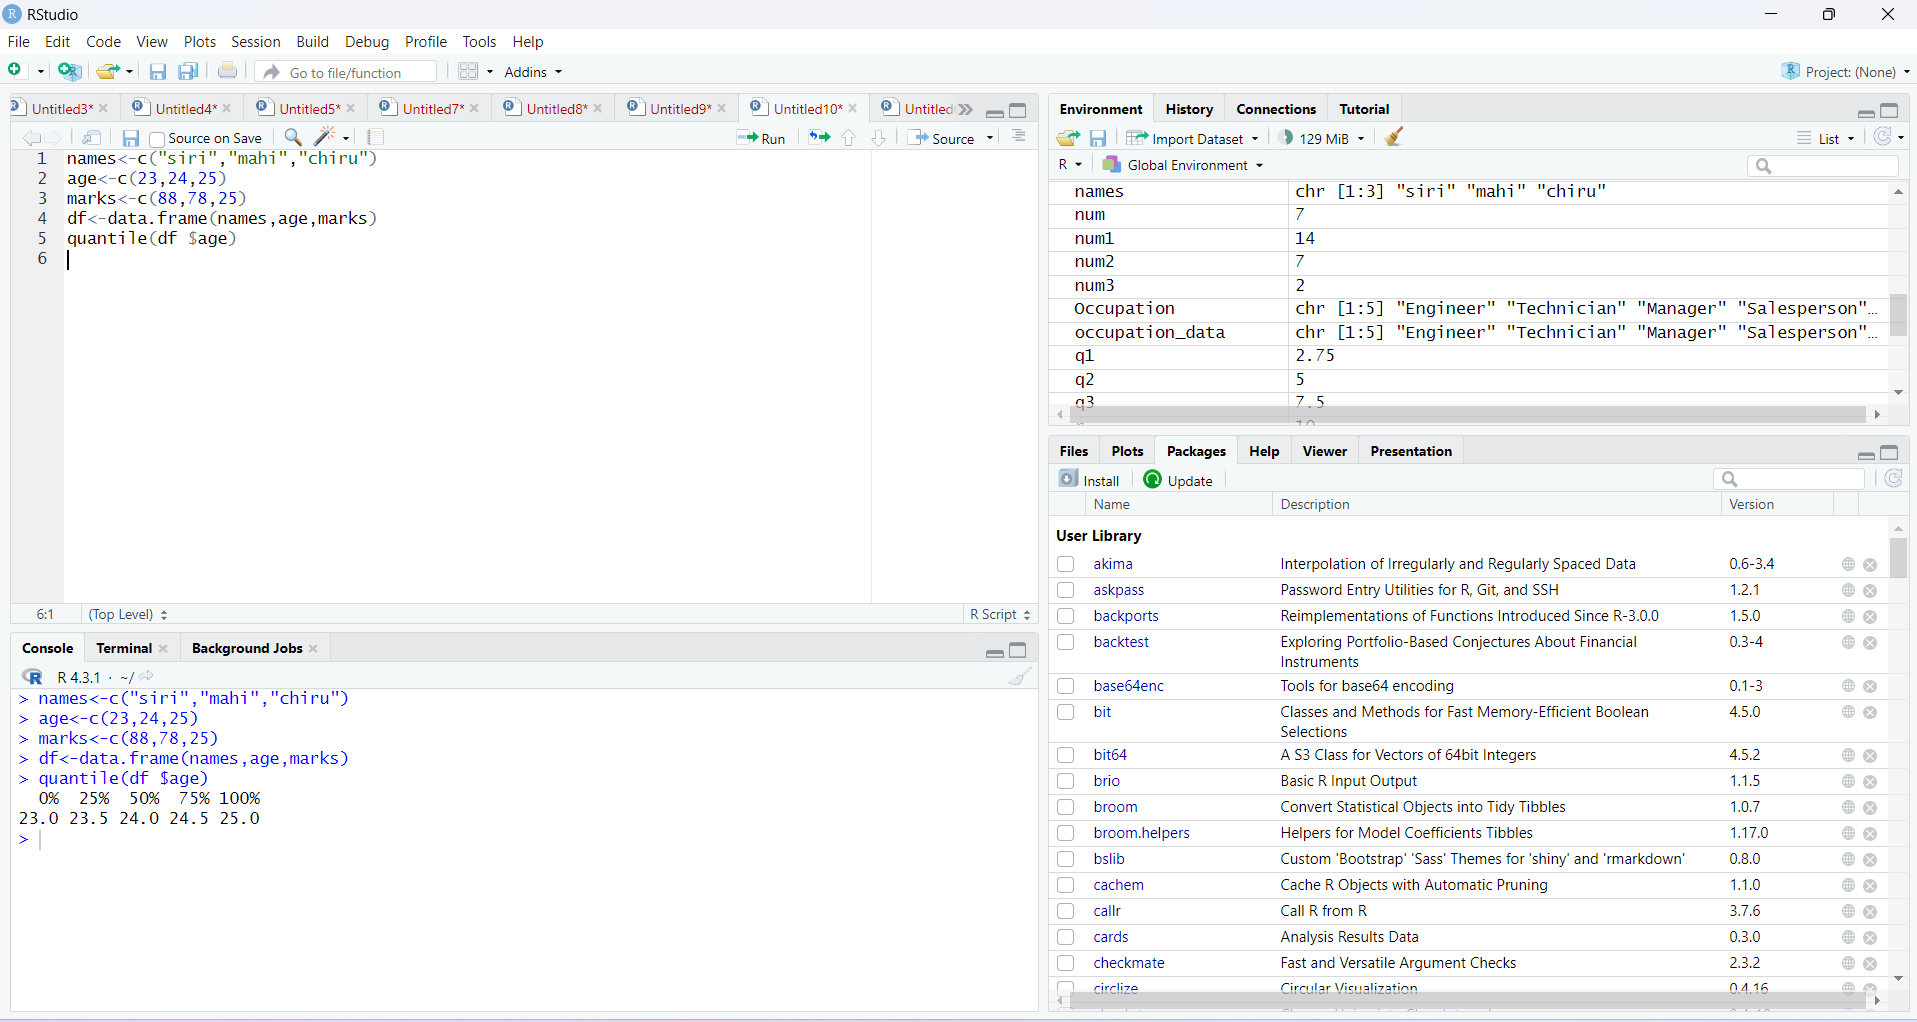 RStudio
File Edit Code View Plots Session Build Debug Profile Tools Help
Go to file/function Addins Project: (None)
Untitled3* Untitled4* Untitled5* Untitled7* Untitled8* Untitled9* Untitled10* Untitled
Source on Save Run Source
1 names<-c("siri","mahi","chiru")
2 age<-c(23,24,25)
3 marks<-c(88,78,25)
4 df<-data.frame(names,age,marks)
5 quantile(df $age)
6
6:1 (Top Level) R Script
Console Terminal Background Jobs
R 4.3.1 · ~/
> names<-c("siri","mahi","chiru")
> age<-c(23,24,25)
> marks<-c(88,78,25)
> df<-data.frame(names,age,marks)
> quantile(df $age)
0% 25% 50% 75% 100%
23.0 23.5 24.0 24.5 25.0
>
Environment History Connections Tutorial
Import Dataset 129 MiB List
R Global Environment
names chr [1:3] "siri" "mahi" "chiru"
num 7
num1 14
num2 7
num3 2
Occupation chr [1:5] "Engineer" "Technician" "Manager" "Salesperson"…
occupation_data chr [1:5] "Engineer" "Technician" "Manager" "Salesperson"…
q1 2.75
q2 5
q3 7.5
Files Plots Packages Help Viewer Presentation
Install Update
Name Description Version
User Library
akima Interpolation of Irregularly and Regularly Spaced Data 0.6-3.4
askpass Password Entry Utilities for R, Git, and SSH 1.2.1
backports Reimplementations of Functions Introduced Since R-3.0.0 1.5.0
backtest Exploring Portfolio-Based Conjectures About Financial 0.3-4
Instruments
base64enc Tools for base64 encoding 0.1-3
bit Classes and Methods for Fast Memory-Efficient Boolean 4.5.0
Selections
bit64 A S3 Class for Vectors of 64bit Integers 4.5.2
brio Basic R Input Output 1.1.5
broom Convert Statistical Objects into Tidy Tibbles 1.0.7
broom.helpers Helpers for Model Coefficients Tibbles 1.17.0
bslib Custom 'Bootstrap' 'Sass' Themes for 'shiny' and 'rmarkdown' 0.8.0
cachem Cache R Objects with Automatic Pruning 1.1.0
callr Call R from R 3.7.6
cards Analysis Results Data 0.3.0
checkmate Fast and Versatile Argument Checks 2.3.2
circlize Circular Visualization 0.4.16